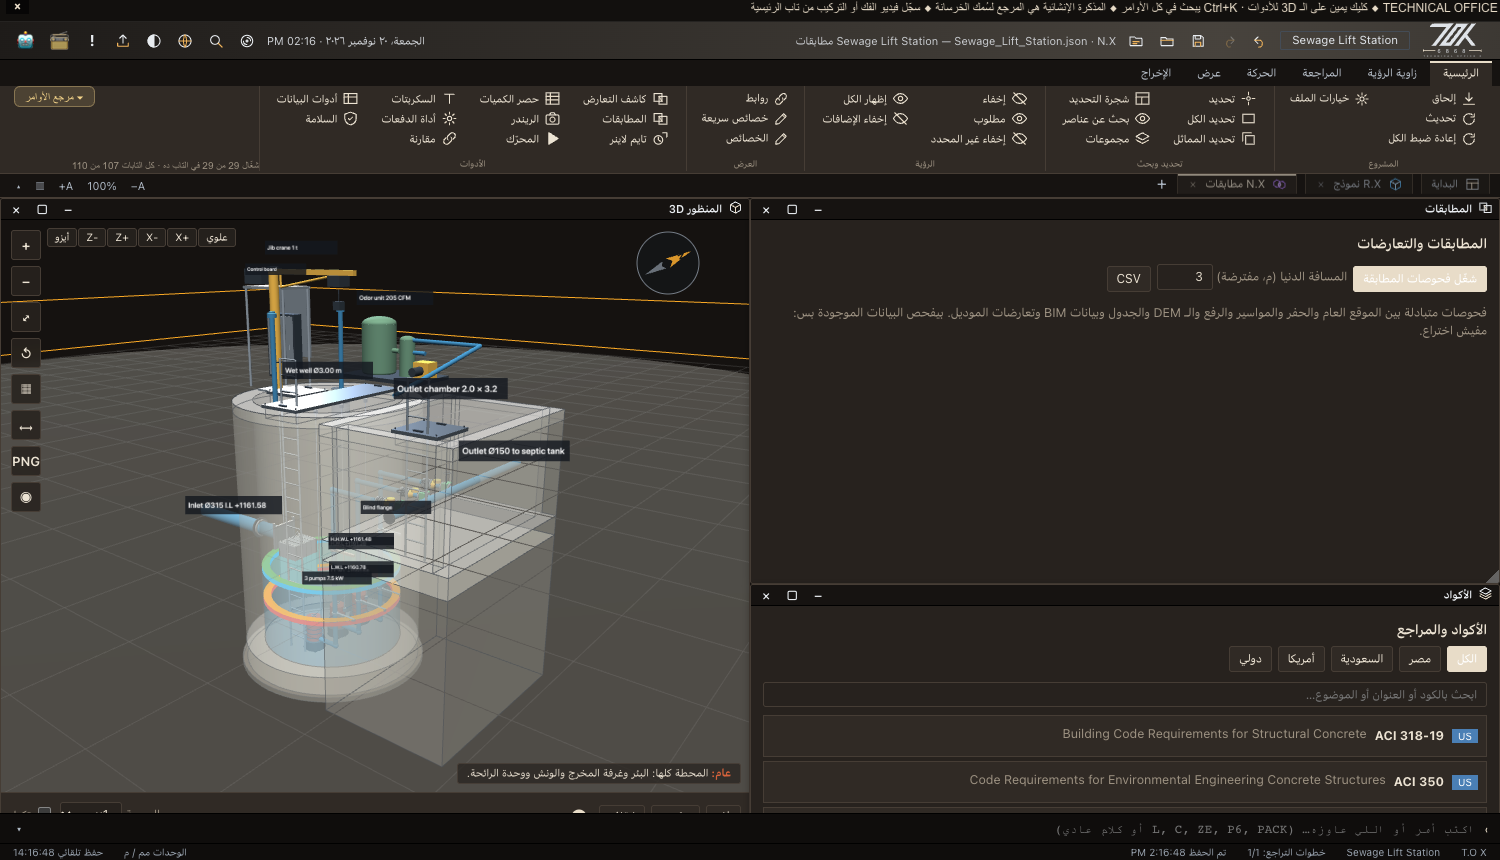 TECHNICAL OFFICE ◆ كليك يمين على الـ 3D للأدوات · Ctrl+K يبحث في كل الأوامر ◆ المذكرة الإنشائية هي المرجع لسُمك الخرسانة ◆ سجّل فيديو الفك أو التركيب من تاب الرئيسية
Sewage Lift Station
مطابقات Sewage Lift Station — Sewage_Lift_Station.json · N.X
الجمعة، ٢٠ نوفمبر ٢٠٢٦ · 02:16 PM
الرئيسية
زاوية الرؤية
المراجعة
الحركة
عرض
الإخراج
إلحاق
خيارات الملف
تحديث
إعادة ضبط الكل
المشروع
تحديد
شجرة التحديد
تحديد الكل
بحث عن عناصر
تحديد المماثل
مجموعات
تحديد وبحث
إخفاء
إظهار الكل
مطلوب
إخفاء الإضافات
إخفاء غير المحدد
الرؤية
روابط
خصائص سريعة
الخصائص
العرض
كاشف التعارض
حصر الكميات
السكربتات
أدوات البيانات
المطابقات
الريندر
أداة الدفعات
السلامة
تايم لاينر
المحرّك
مقارنة
الأدوات
مرجع الأوامر
شغّال 29 من 29 في التاب ده · كل التابات 107 من 110
البداية
R.X نموذج ×
N.X مطابقات ×
+
A+ 100% A−
المطابقات
المطابقات والتعارضات
شغّل فحوصات المطابقة
المسافة الدنيا (م، مفترضة)
3
CSV
فحوصات متبادلة بين الموقع العام والحفر والمواسير والرفع والـ DEM والجدول وبيانات BIM وتعارضات الموديل. بيفحص البيانات الموجودة بس:
مفيش اختراع.
الأكواد
الأكواد والمراجع
الكل
مصر
السعودية
أمريكا
دولي
ابحث بالكود أو العنوان أو الموضوع...
US ACI 318-19 Building Code Requirements for Structural Concrete
US ACI 350 Code Requirements for Environmental Engineering Concrete Structures
المنظور 3D
علوي
X+
X-
Z+
Z-
أيزو
PNG
Jib crane 1 t
Control board
Odor unit 205 CFM
Wet well Ø3.00 m
Outlet chamber 2.0 × 3.2
Outlet Ø150 to septic tank
Inlet Ø315 I.L +1161.58
Blind flange
H.H.W.L +1161.48
L.W.L +1160.78
3 pumps 7.5 kW
عام: المحطة كلها: البئر وغرفة المخرج والونش ووحدة الرائحة.
اكتب أمر أو اللي عاوزه… (L, C, ZE, P6, PACK أو كلام عادي)
T.O X
Sewage Lift Station
خطوات التراجع: 1/1
تم الحفظ 2:16:48 PM
الوحدات مم / م
حفظ تلقائي 14:16:48